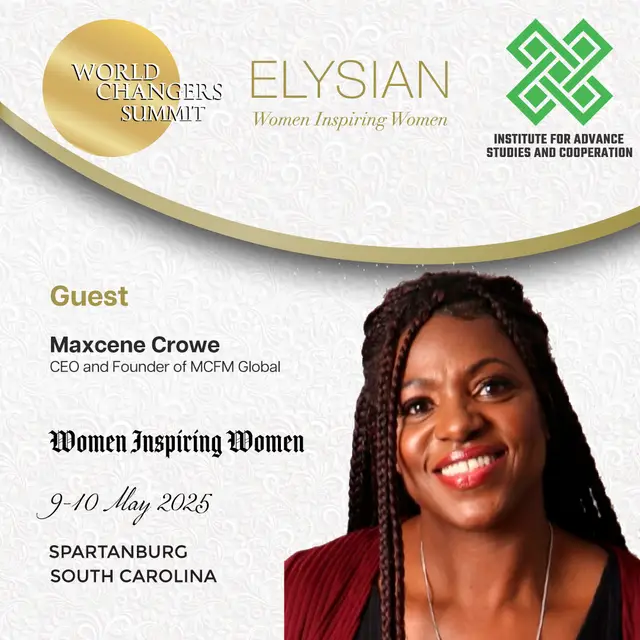 WORLD
CHANGERS
SUMMIT
ELYSIAN
Women Inspiring Women
INSTITUTE FOR ADVANCE
STUDIES AND COOPERATION
Guest
Maxcene Crowe
CEO and Founder of MCFM Global
Women Inspiring Women
9-10 May 2025
SPARTANBURG
SOUTH CAROLINA